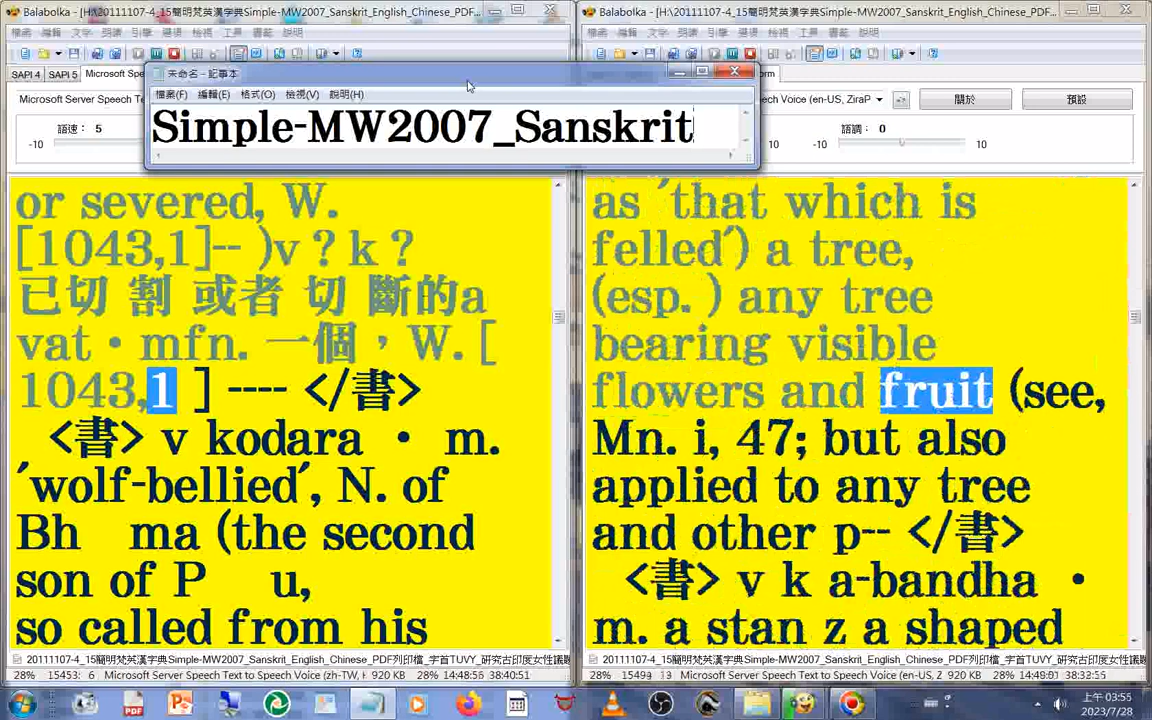 Balabolka - [H:\20111107-4_15簡明梵英漢字典Simple-MW2007_Sanskrit_English_Chinese_PDF...
Balabolka - [H:\20111107-4_15簡明梵英漢字典Simple-MW2007_Sanskrit_English_Chinese_PDF...
SAPI 4 SAPI 5 Microsoft Sp
未命名 - 記事本
檔案(F) 編輯(E) 格式(O) 檢視(V) 說明(H)
Simple-MW2007_Sanskrit
Microsoft Server Speech Text
語速: 5
-10
ech Voice (en-US, ZiraP
關於
預設
語調: 0
10 -10 10
or severed, W.
[1043,1]-- )v ? k ?
已切 割 或者 切 斷的a
vat • mfn. 一個，W. [
1043,1 ] ---- </書>
<書> v kodara • m.
'wolf-bellied', N. of
Bh ma (the second
son of P u,
so called from his
as 'that which is
felled') a tree,
(esp. ) any tree
bearing visible
flowers and fruit (see,
Mn. i, 47; but also
applied to any tree
and other p-- </書>
<書> v k a-bandha •
m. a stan z a shaped
20111107-4_15簡明梵英漢字典Simple-MW2007_Sanskrit_English_Chinese_PDF列印檔_字首TUVY_研究古印度女性議題
20111107-4_15簡明梵英漢字典Simple-MW2007_Sanskrit_English_Chinese_PDF列印檔_字首TUVY_研究古印度女性議題
28% 15453: 6 Microsoft Server Speech Text to Speech Voice (zh-TW, H 920 KB 14:48:56 38:40:51
28% Microsoft Server Speech Text to Speech Voice (en-US, Z 920 KB
上午 03:55
2023/7/28